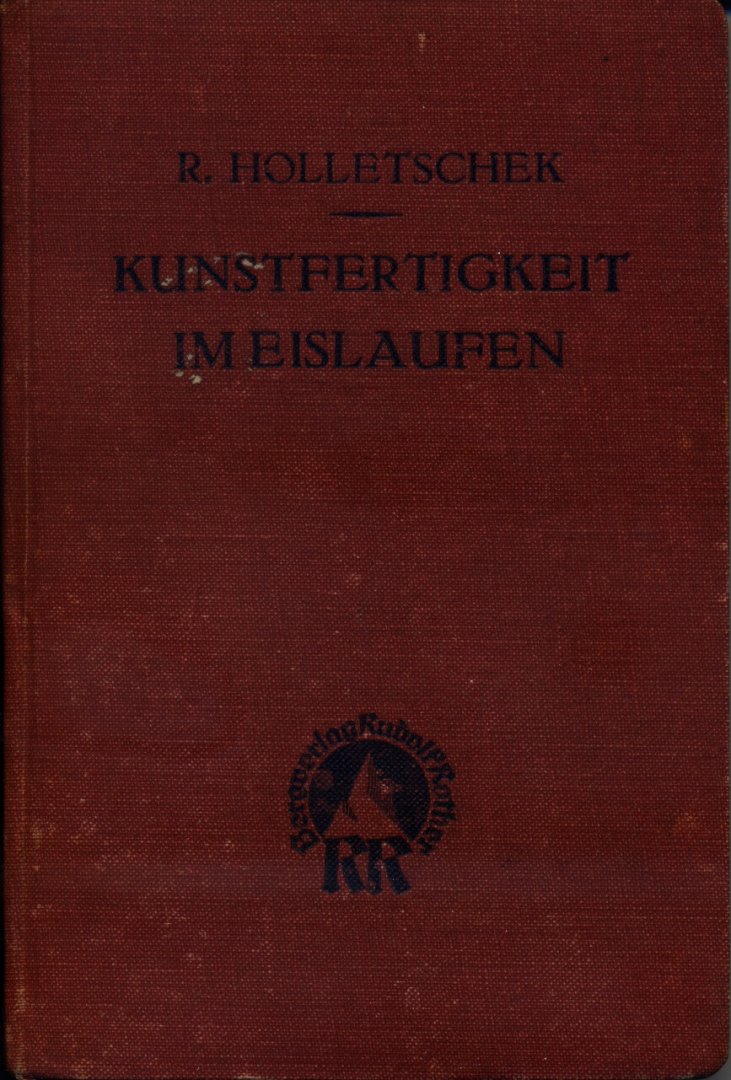 R. HOLLETSCHEK
KUNSTFERTIGKEIT
IM EISLAUFEN
Bergverlag Rudolf Rother
RR